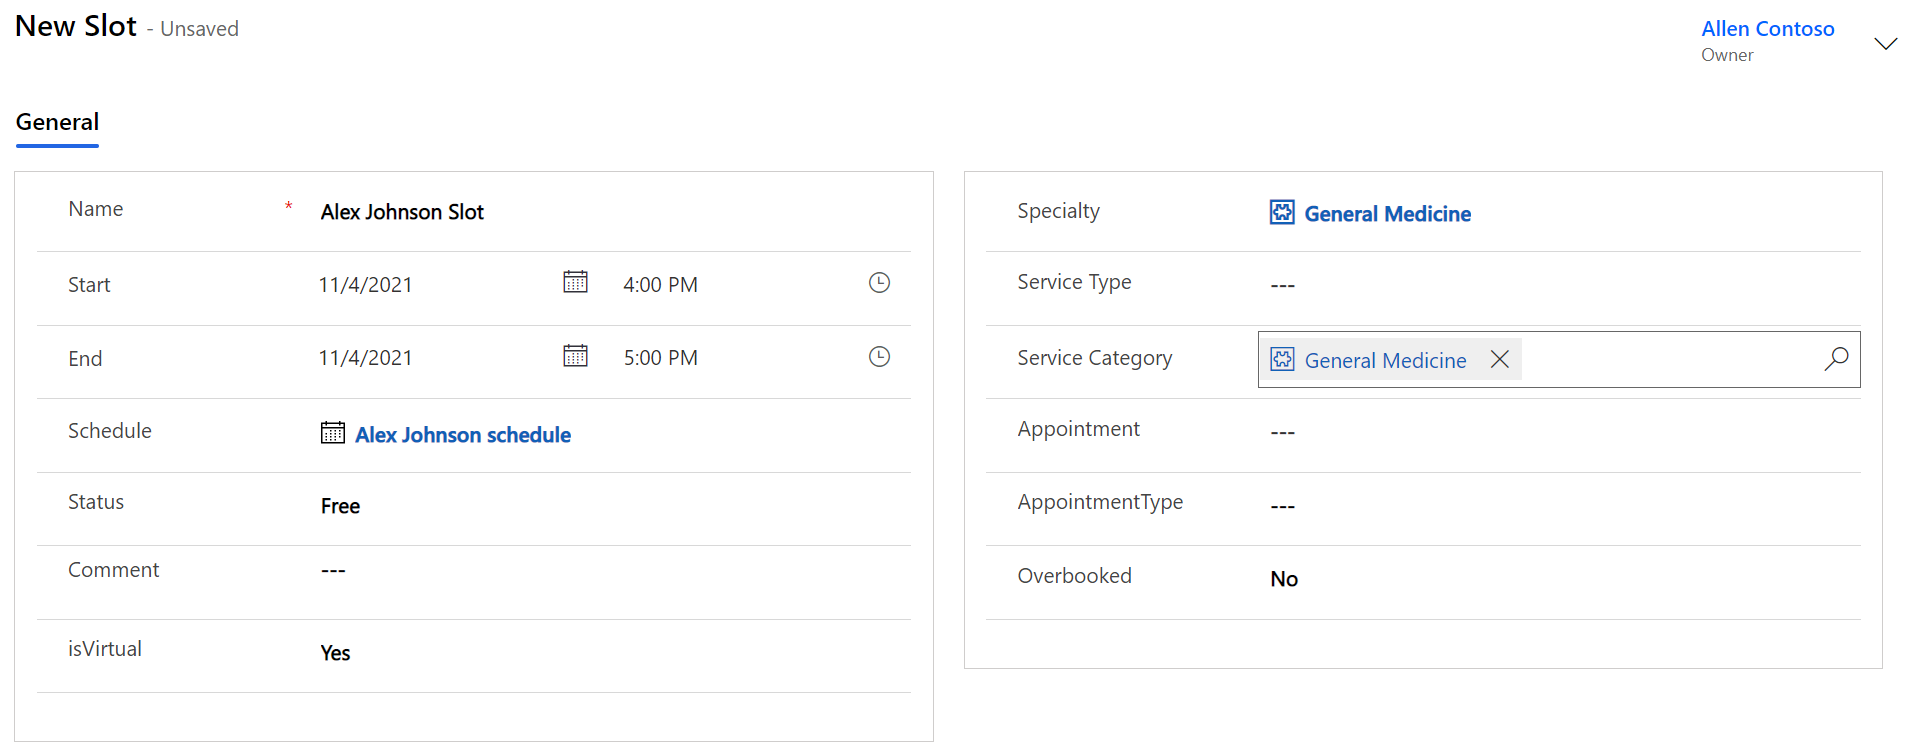 New Slot - Unsaved
Allen Contoso
Owner
General
Name * Alex Johnson Slot
Start 11/4/2021 4:00 PM
End 11/4/2021 5:00 PM
Schedule Alex Johnson schedule
Status Free
Comment ---
isVirtual Yes
Specialty General Medicine
Service Type ---
Service Category General Medicine
Appointment ---
AppointmentType ---
Overbooked No